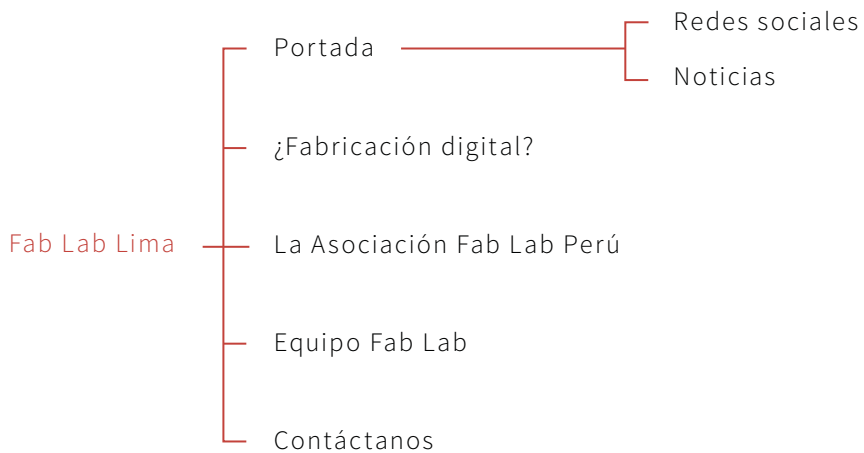 Fab Lab Lima
Portada
Redes sociales
Noticias
¿Fabricación digital?
La Asociación Fab Lab Perú
Equipo Fab Lab
Contáctanos